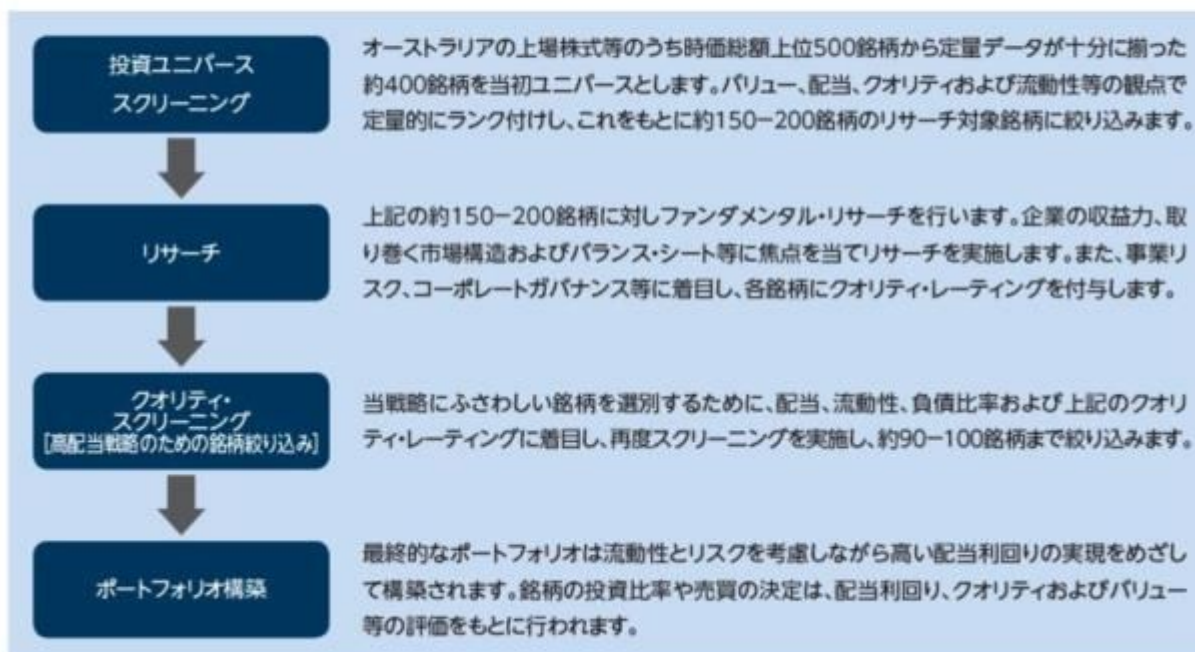 投資ユニバース
スクリーニング
オーストラリアの上場株式等のうち時価総額上位500銘柄から定量データが十分に揃った
約400銘柄を当初ユニバースとします。バリュー、配当、クオリティおよび流動性等の観点で
定量的にランク付けし、これをもとに約150−200銘柄のリサーチ対象銘柄に絞り込みます。
リサーチ
上記の約150−200銘柄に対しファンダメンタル・リサーチを行います。企業の収益力、取
り巻く市場構造およびバランス・シート等に焦点を当てリサーチを実施します。また、事業リ
スク、コーポレートガバナンス等に着目し、各銘柄にクオリティ・レーティングを付与します。
クオリティ・
スクリーニング
[高配当戦略のための銘柄絞り込み]
当戦略にふさわしい銘柄を選別するために、配当、流動性、負債比率および上記のクオリ
ティ・レーティングに着目し、再度スクリーニングを実施し、約90−100銘柄まで絞り込みます。
ポートフォリオ構築
最終的なポートフォリオは流動性とリスクを考慮しながら高い配当利回りの実現をめざし
て構築されます。銘柄の投資比率や売買の決定は、配当利回り、クオリティおよびバリュー
等の評価をもとに行われます。